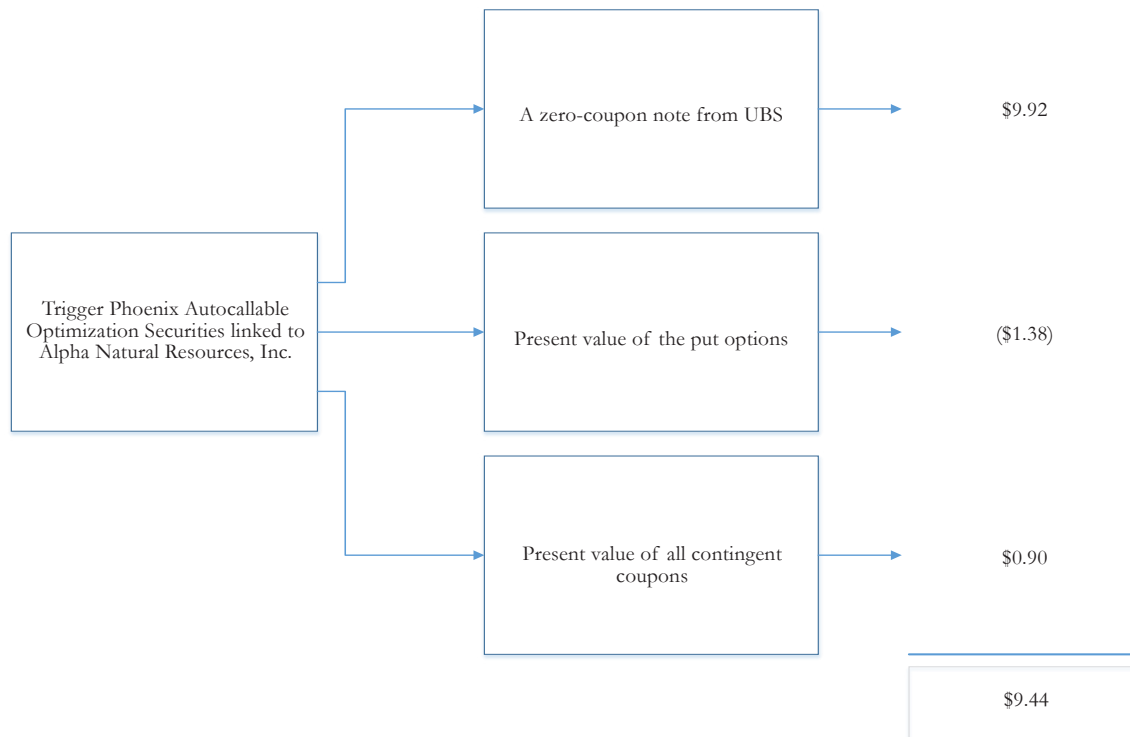 A zero-coupon note from UBS
$9.92
Trigger Phoenix Autocallable
Optimization Securities linked to
Alpha Natural Resources, Inc.
Present value of the put options
($1.38)
Present value of all contingent
coupons
$0.90
$9.44